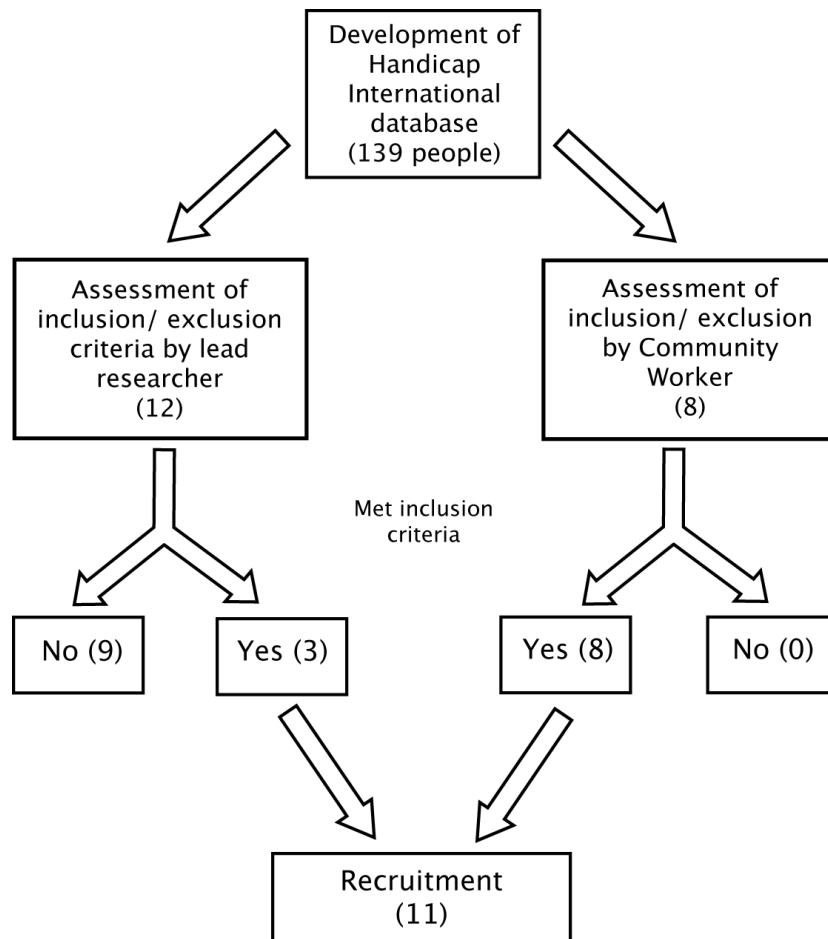 Development of
Handicap
International
database
(139 people)
Assessment of
inclusion/ exclusion
criteria by lead
researcher
(12)
Assessment of
inclusion/ exclusion
by Community
Worker
(8)
Met inclusion
criteria
No (9)
Yes (3)
Yes (8)
No (0)
Recruitment
(11)